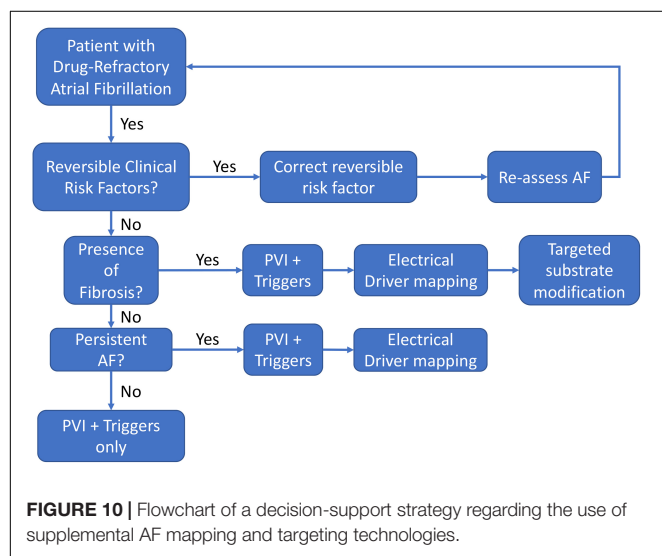 Patient with
Drug-Refractory
Atrial Fibrillation
Yes
Reversible Clinical
Risk Factors?
Yes
Correct reversible
risk factor
Re-assess AF
No
Presence
of
Fibrosis?
Yes
PVI +
Triggers
Electrical
Driver mapping
Targeted
substrate
modification
No
Persistent
AF?
Yes
PVI +
Triggers
Electrical
Driver mapping
No
PVI + Triggers
only
FIGURE 10 | Flowchart of a decision-support strategy regarding the use of
supplemental AF mapping and targeting technologies.